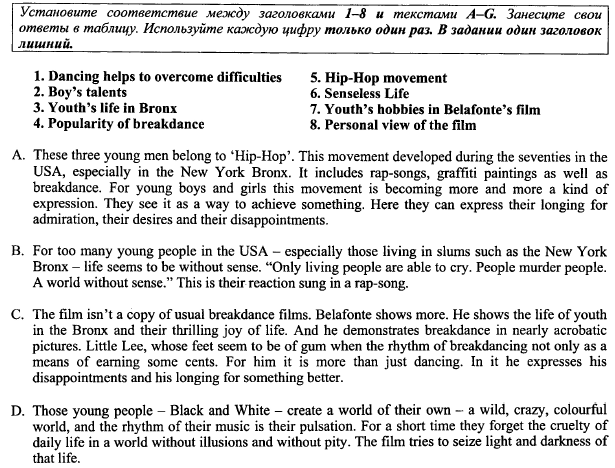 Установите соответствие между заголовками 1–8 и текстами A–G. Занесите свои
ответы в таблицу. Используйте каждую цифру только один раз. В задании один заголовок
лишний.
1. Dancing helps to overcome difficulties 5. Hip-Hop movement
2. Boy's talents 6. Senseless Life
3. Youth's life in Bronx 7. Youth's hobbies in Belafonte's film
4. Popularity of breakdance 8. Personal view of the film
A. These three young men belong to 'Hip-Hop'. This movement developed during the seventies in the
USA, especially in the New York Bronx. It includes rap-songs, graffiti paintings as well as
breakdance. For young boys and girls this movement is becoming more and more a kind of
expression. They see it as a way to achieve something. Here they can express their longing for
admiration, their desires and their disappointments.
B. For too many young people in the USA – especially those living in slums such as the New York
Bronx – life seems to be without sense. "Only living people are able to cry. People murder people.
A world without sense." This is their reaction sung in a rap-song.
C. The film isn't a copy of usual breakdance films. Belafonte shows more. He shows the life of youth
in the Bronx and their thrilling joy of life. And he demonstrates breakdance in nearly acrobatic
pictures. Little Lee, whose feet seem to be of gum when the rhythm of breakdancing not only as a
means of earning some cents. For him it is more than just dancing. In it he expresses his
disappointments and his longing for something better.
D. Those young people – Black and White – create a world of their own – a wild, crazy, colourful
world, and the rhythm of their music is their pulsation. For a short time they forget the cruelty of
daily life in a world without illusions and without pity. The film tries to seize light and darkness of
that life.